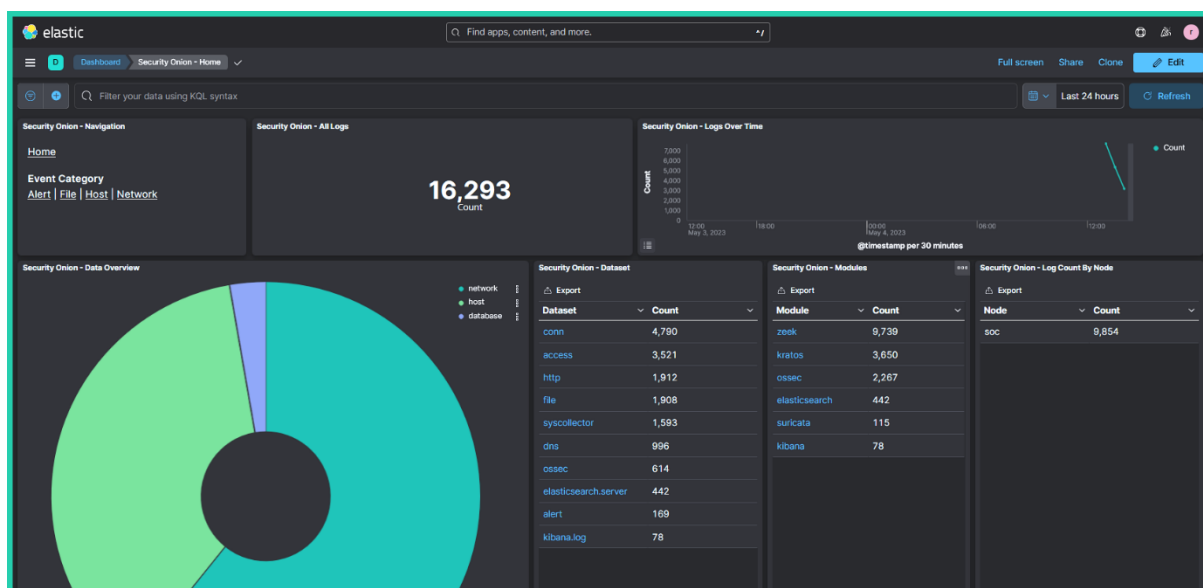 elastic
Find apps, content, and more.
^/
r
D
Dashboard
Security Onion - Home
Full screen
Share
Clone
Edit
Filter your data using KQL syntax
Last 24 hours
Refresh
Security Onion - Navigation
Home
Event Category
Alert | File | Host | Network
Security Onion - All Logs
16,293
Count
Security Onion - Logs Over Time
Count
7,000
6,000
5,000
4,000
3,000
2,000
1,000
0
12:00
May 3, 2023
18:00
00:00
May 4, 2023
06:00
12:00
@timestamp per 30 minutes
Count
Security Onion - Data Overview
network
host
database
Security Onion - Dataset
Export
Dataset Count
conn 4,790
access 3,521
http 1,912
file 1,908
syscollector 1,593
dns 996
ossec 614
elasticsearch.server 442
alert 169
kibana.log 78
Security Onion - Modules
Export
Module Count
zeek 9,739
kratos 3,650
ossec 2,267
elasticsearch 442
suricata 115
kibana 78
Security Onion - Log Count By Node
Export
Node Count
soc 9,854